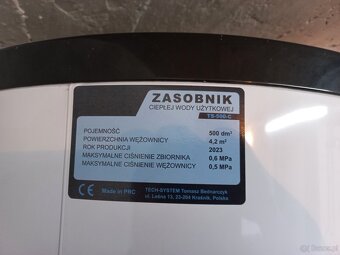 ZASOBNIK
CIEPŁEJ WODY UŻYTKOWEJ
TS-500-C
POJEMNOŚĆ 500 dm³
POWIERZCHNIA WĘŻOWNICY 4,2 m²
ROK PRODUKCJI 2023
MAKSYMALNE CIŚNIENIE ZBIORNIKA 0,6 MPa
MAKSYMALNE CIŚNIENIE WĘŻOWNICY 0,5 MPa
CE Made in PRC
TECH-SYSTEM Tomasz Bednarczyk
ul. Leśna 13, 23-204 Kraśnik, Polska